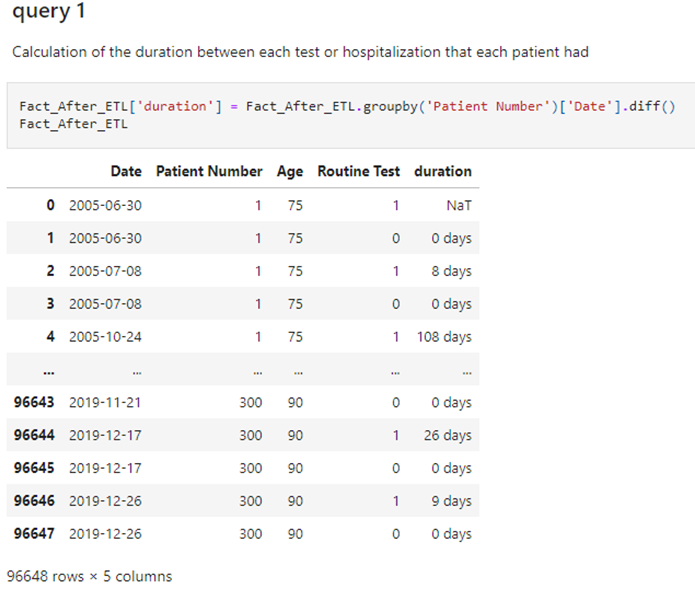 query 1
Calculation of the duration between each test or hospitalization that each patient had
Fact_After_ETL['duration'] = Fact_After_ETL.groupby('Patient Number')['Date'].diff()
Fact_After_ETL
Date Patient Number Age Routine Test duration
0 2005-06-30 1 75 1 NaT
1 2005-06-30 1 75 0 0 days
2 2005-07-08 1 75 1 8 days
3 2005-07-08 1 75 0 0 days
4 2005-10-24 1 75 1 108 days
... ... ... ... ... ...
96643 2019-11-21 300 90 0 0 days
96644 2019-12-17 300 90 1 26 days
96645 2019-12-17 300 90 0 0 days
96646 2019-12-26 300 90 1 9 days
96647 2019-12-26 300 90 0 0 days
96648 rows × 5 columns